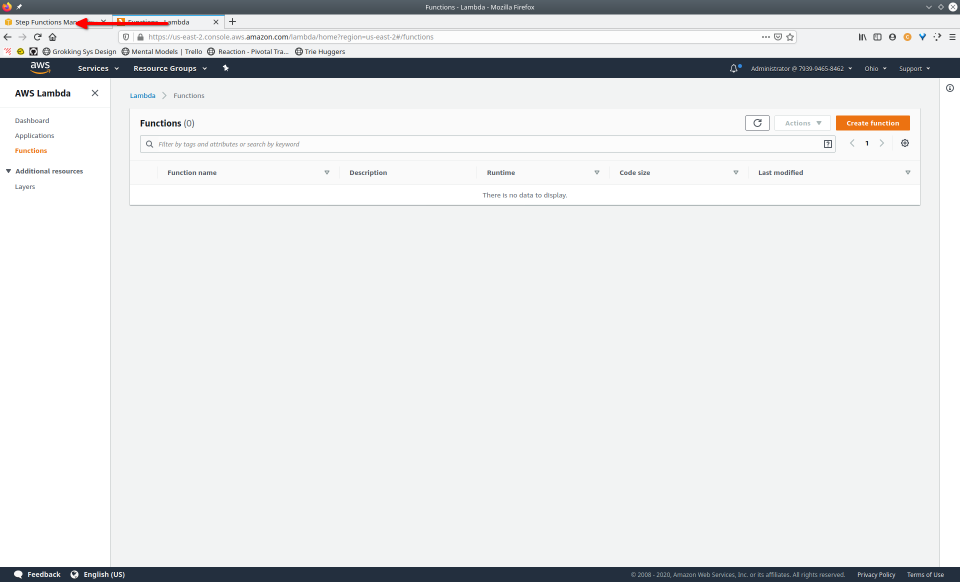 Functions - Lambda - Mozilla Firefox
Step Functions Man
Lambda
https://us-east-2.console.aws.amazon.com/lambda/home?region=us-east-2#/functions
Grokking Sys Design Mental Models | Trello Reaction - Pivotal Tra... Trie Huggers
aws Services Resource Groups Administrator @ 7939-9465-8462 Ohio Support
AWS Lambda
Dashboard
Applications
Functions
Additional resources
Layers
Lambda Functions
Functions (0) Actions Create function
Filter by tags and attributes or search by keyword 1
Function name Description Runtime Code size Last modified
There is no data to display.
Feedback English (US) © 2008 - 2020, Amazon Web Services, Inc. or its affiliates. All rights reserved. Privacy Policy Terms of Use